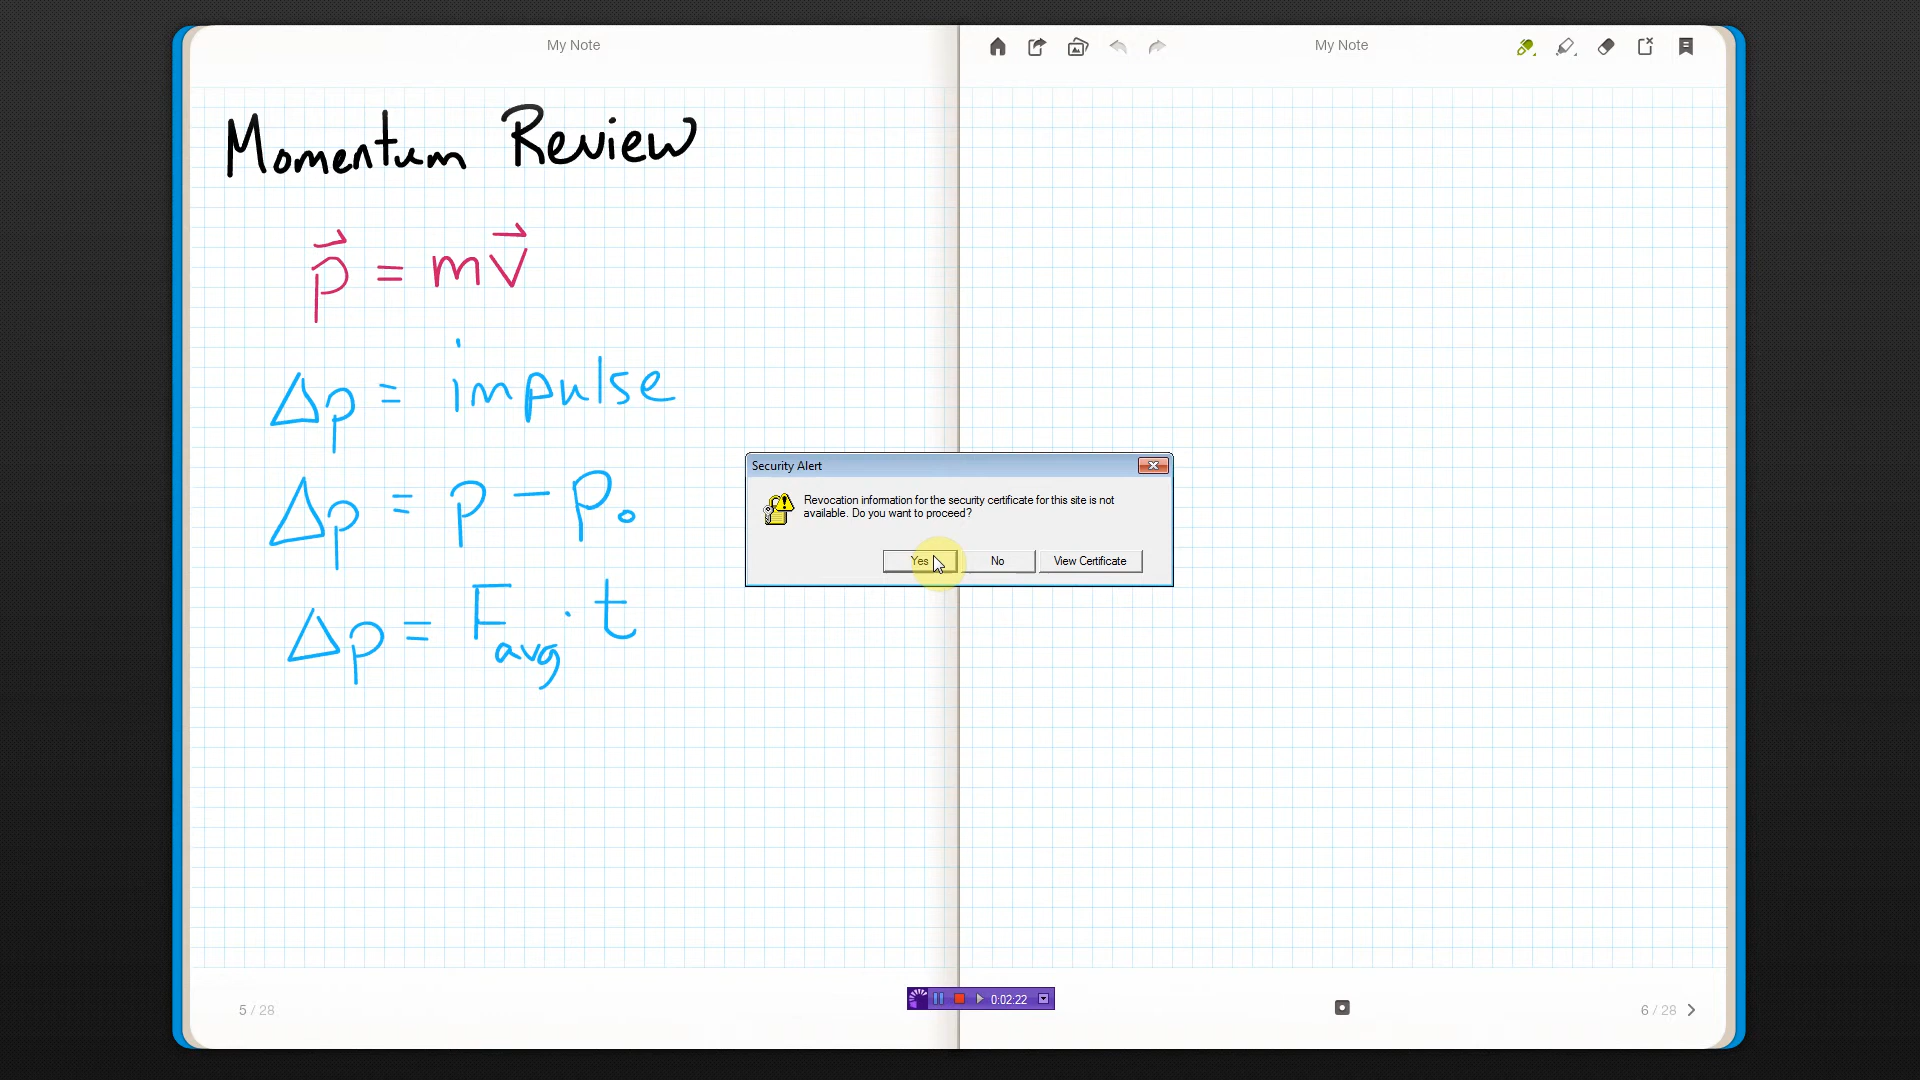 My Note
My Note
Momentum Review
p⃗ = mv⃗
Δp = impulse
Δp = p - p₀
Δp = F_avg · t
Security Alert
Revocation information for the security certificate for this site is not
available. Do you want to proceed?
Yes No View Certificate
5 / 28
0:02:22
6 / 28